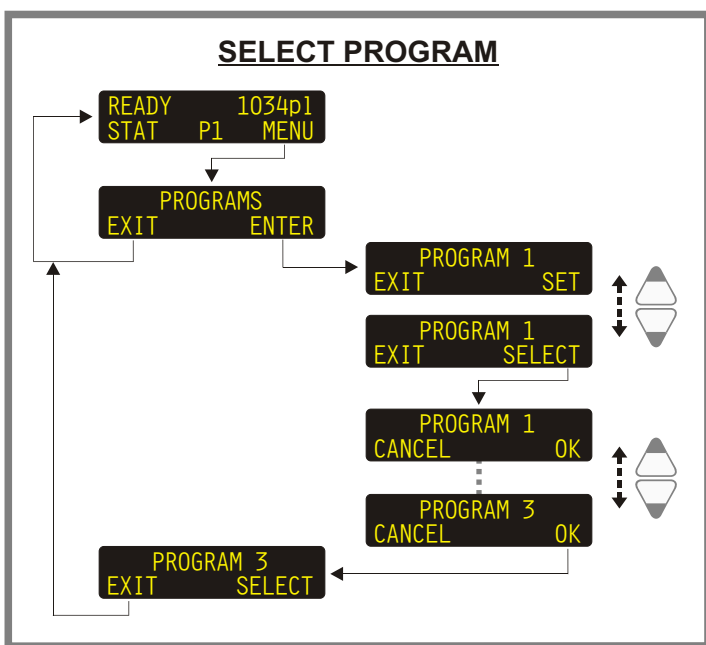 SELECT PROGRAM
READY 1034pl
STAT P1 MENU
PROGRAMS
EXIT ENTER
PROGRAM 1
EXIT SET
PROGRAM 1
EXIT SELECT
PROGRAM 1
CANCEL OK
PROGRAM 3
CANCEL OK
PROGRAM 3
EXIT SELECT